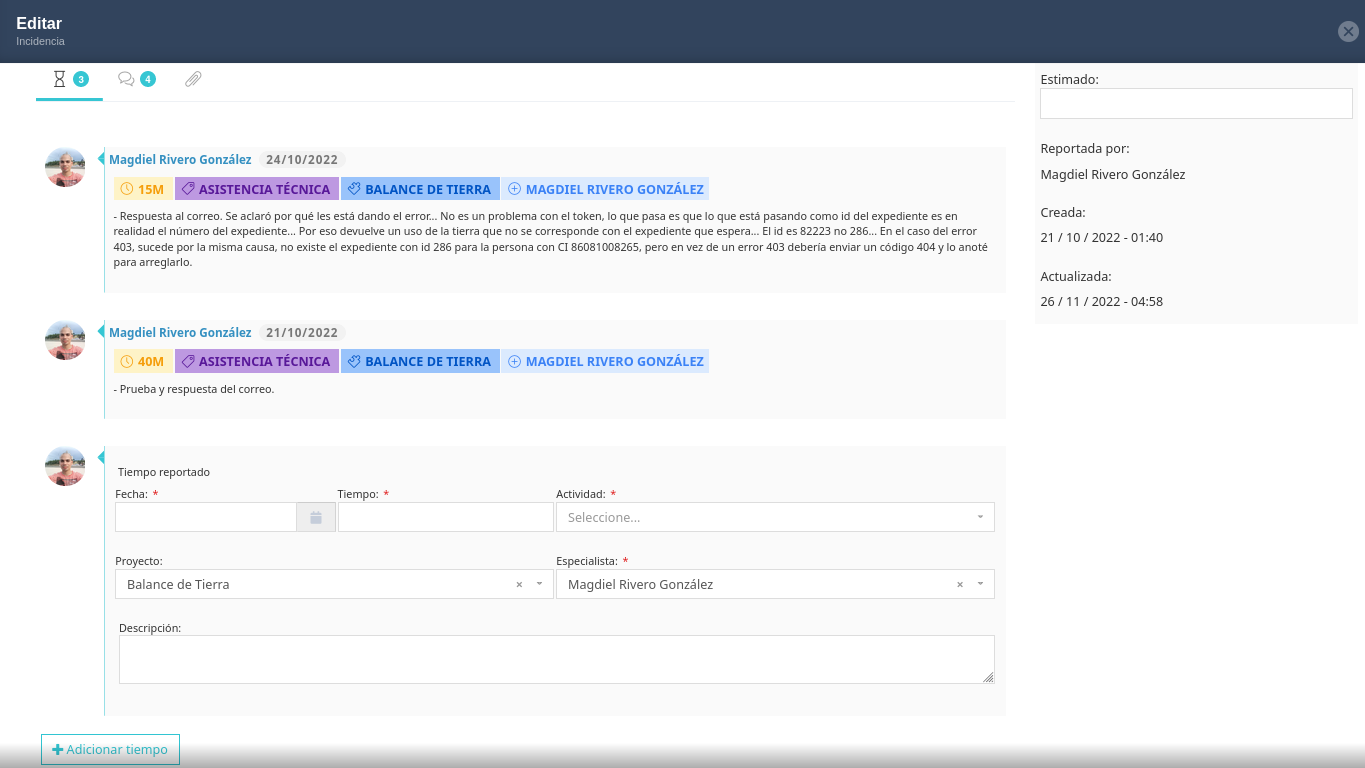 Editar
Incidencia
3
4
Magdiel Rivero González 24/10/2022
15M ASISTENCIA TÉCNICA BALANCE DE TIERRA MAGDIEL RIVERO GONZÁLEZ
- Respuesta al correo. Se aclaró por qué les está dando el error... No es un problema con el token, lo que pasa es que lo que está pasando como id del expediente es en
realidad el número del expediente... Por eso devuelve un uso de la tierra que no se corresponde con el expediente que espera... El id es 82223 no 286... En el caso del error
403, sucede por la misma causa, no existe el expediente con id 286 para la persona con CI 86081008265, pero en vez de un error 403 debería enviar un código 404 y lo anoté
para arreglarlo.
Magdiel Rivero González 21/10/2022
40M ASISTENCIA TÉCNICA BALANCE DE TIERRA MAGDIEL RIVERO GONZÁLEZ
- Prueba y respuesta del correo.
Tiempo reportado
Fecha: * Tiempo: * Actividad: *
Seleccione...
Proyecto: Especialista: *
Balance de Tierra × Magdiel Rivero González ×
Descripción:
Adicionar tiempo
Estimado:
Reportada por:
Magdiel Rivero González
Creada:
21 / 10 / 2022 - 01:40
Actualizada:
26 / 11 / 2022 - 04:58